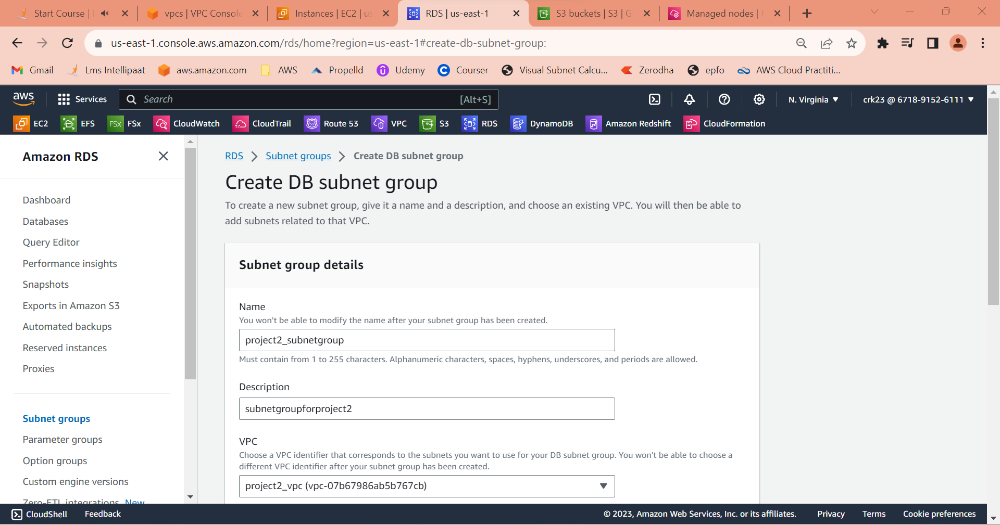 Start Course |
vpcs | VPC Console
Instances | EC2 | us
RDS | us-east-1
S3 buckets | S3 | Gl
Managed nodes |
us-east-1.console.aws.amazon.com/rds/home?region=us-east-1#create-db-subnet-group:
Gmail
Lms Intellipaat
aws.amazon.com
AWS
Propelld
Udemy
Courser
Visual Subnet Calcu...
Zerodha
epfo
AWS Cloud Practiti...
aws
Services
Search
[Alt+S]
N. Virginia
crk23 @ 6718-9152-6111
EC2
EFS
FSx
FSx
CloudWatch
CloudTrail
Route 53
VPC
S3
RDS
DynamoDB
Amazon Redshift
CloudFormation
Amazon RDS
Dashboard
Databases
Query Editor
Performance insights
Snapshots
Exports in Amazon S3
Automated backups
Reserved instances
Proxies
Subnet groups
Parameter groups
Option groups
Custom engine versions
Zero-ETL integrations New
RDS
Subnet groups
Create DB subnet group
Create DB subnet group
To create a new subnet group, give it a name and a description, and choose an existing VPC. You will then be able to
add subnets related to that VPC.
Subnet group details
Name
You won't be able to modify the name after your subnet group has been created.
project2_subnetgroup
Must contain from 1 to 255 characters. Alphanumeric characters, spaces, hyphens, underscores, and periods are allowed.
Description
subnetgroupforproject2
VPC
Choose a VPC identifier that corresponds to the subnets you want to use for your DB subnet group. You won't be able to choose a
different VPC identifier after your subnet group has been created.
project2_vpc (vpc-07b67986ab5b767cb)
CloudShell
Feedback
© 2023, Amazon Web Services, Inc. or its affiliates.
Privacy
Terms
Cookie preferences